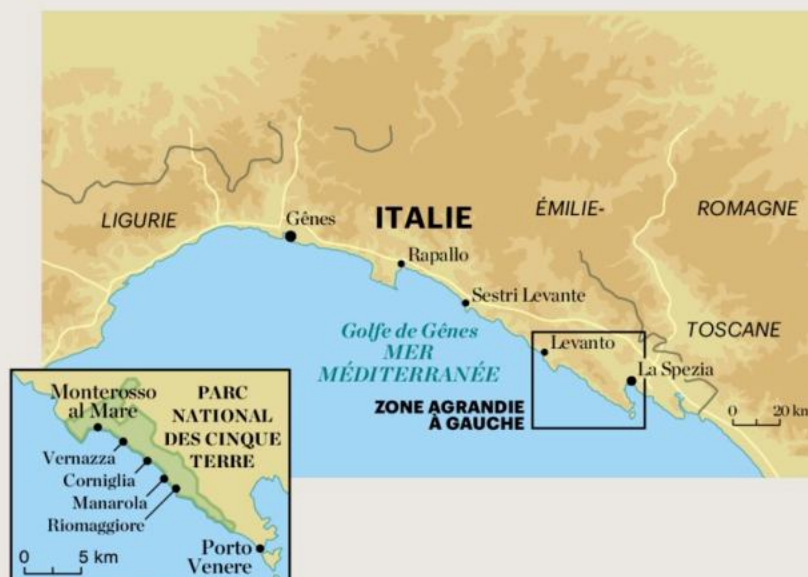 LIGURIE
Gênes
ITALIE
ÉMILIE-
ROMAGNE
Rapallo
Sestri Levante
TOSCANE
Golfe de Gênes
MER
MÉDITERRANÉE
Levanto
La Spezia
ZONE AGRANDIE
À GAUCHE
0 20 km
Monterosso
al Mare
PARC
NATIONAL
DES CINQUE
TERRE
Vernazza
Corniglia
Manarola
Riomaggiore
Porto
Venere
0 5 km